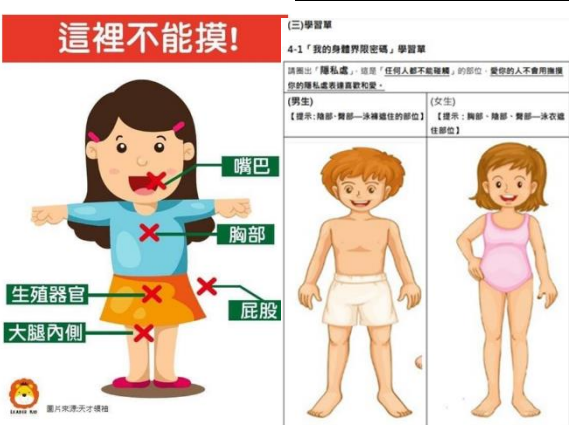 這裡不能摸!
嘴巴
胸部
生殖器官
屁股
大腿內側
LEADER KID
圖片來源:天才領袖
(三)學習單
4-1「我的身體界限密碼」學習單
請圈出「隱私處」,這是「任何人都不能碰觸」的部位,愛你的人不會用撫摸
你的隱私處表達喜歡和愛。
(男生)
【提示:陰部、臀部—泳褲遮住的部位】
(女生)
【提示:胸部、陰部、臀部—泳衣遮
住部位】